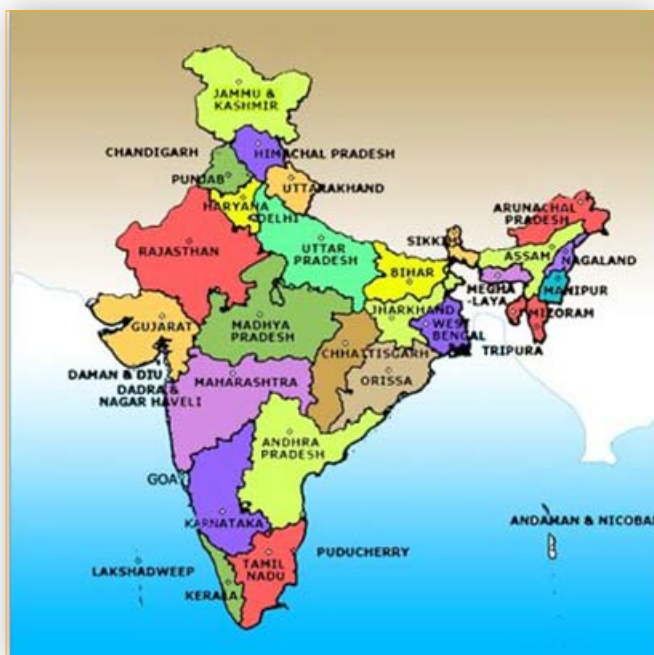 JAMMU &
KASHMIR
CHANDIGARH
HIMACHAL PRADESH
PUNJAB
UTTARAKHAND
HARYANA
DELHI
ARUNACHAL
PRADESH
RAJASTHAN
UTTAR
PRADESH
SIKKIM
ASSAM
NAGALAND
BIHAR
MEGHA
-LAYA
MANIPUR
GUJARAT
MADHYA
PRADESH
JHARKHAND
WEST
BENGAL
MIZORAM
TRIPURA
CHHATTISGARH
DAMAN & DIU
DADRA &
NAGAR HAVELI
MAHARASHTRA
ORISSA
ANDHRA
PRADESH
GOA
KARNATAKA
ANDAMAN & NICOBAR
PUDUCHERRY
LAKSHADWEEP
TAMIL
NADU
KERALA